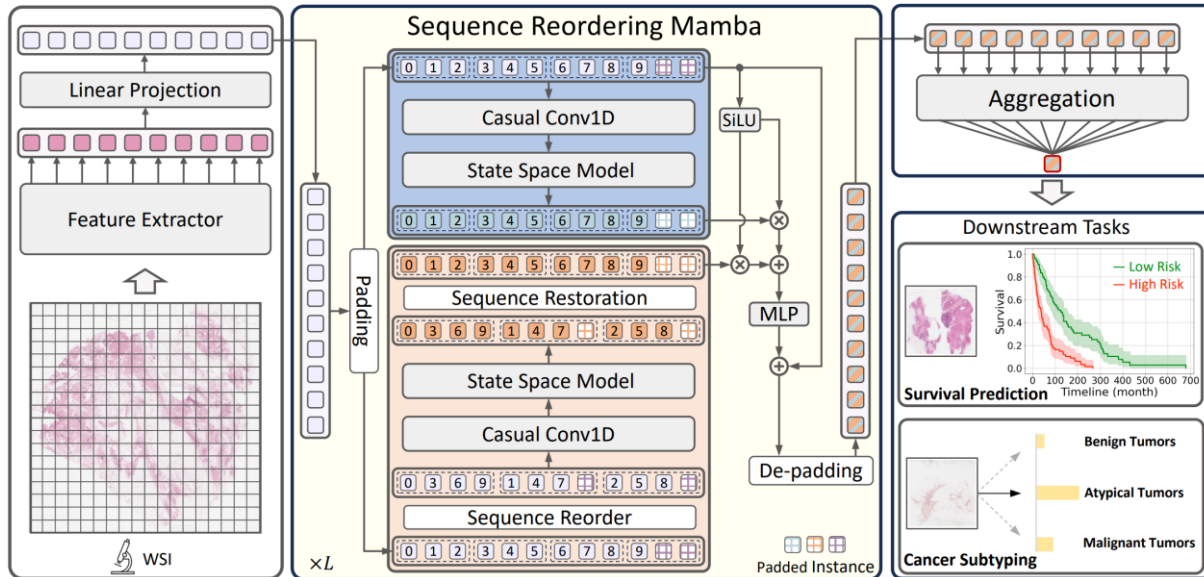 Linear Projection
Feature Extractor
WSI
Sequence Reordering Mamba
0 1 2 3 4 5 6 7 8 9
Casual Conv1D
State Space Model
0 1 2 3 4 5 6 7 8 9
SiLU
Padding
0 1 2 3 4 5 6 7 8 9
Sequence Restoration
0 3 6 9 1 4 7 2 5 8
State Space Model
Casual Conv1D
0 3 6 9 1 4 7 2 5 8
Sequence Reorder
0 1 2 3 4 5 6 7 8 9
MLP
De-padding
×L
Padded Instance
Aggregation
Downstream Tasks
Low Risk
High Risk
Survival
1.0
0.8
0.6
0.4
0.2
0.0
0 100 200 300 400 500 600 700
Timeline (month)
Survival Prediction
Benign Tumors
Atypical Tumors
Malignant Tumors
Cancer Subtyping